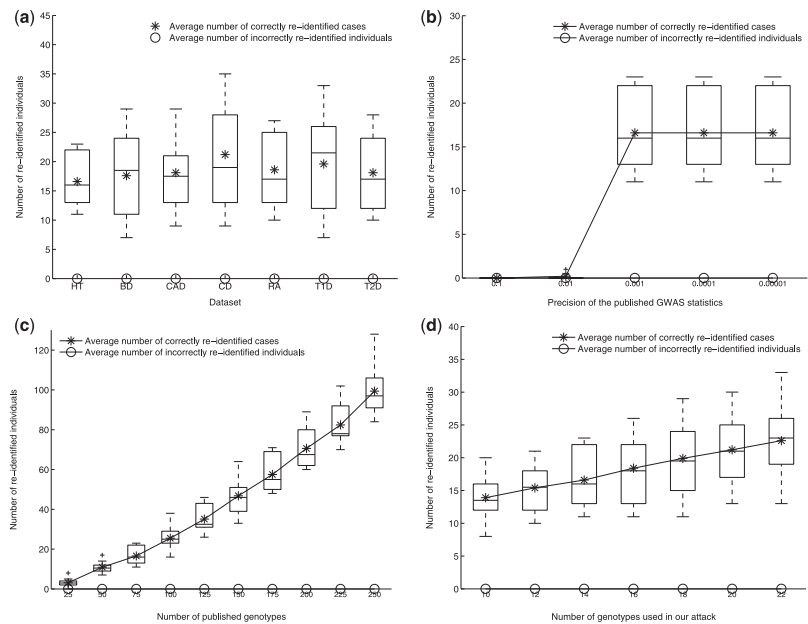 (a)
45
40
35
30
25
20
15
10
5
0
Number of re−identified individuals
Average number of correctly re−identified cases
Average number of incorrectly re−identified individuals
HT BD CAD CD RA T1D T2D
Dataset
(b)
30
25
20
15
10
5
0
Number of re−identified individuals
Average number of correctly re−identified cases
Average number of incorrectly re−identified individuals
0.1 0.01 0.001 0.0001 0.00001
Precision of the published GWAS statistics
(c)
120
100
80
60
40
20
0
Number of re−identified individuals
Average number of correctly re−identified cases
Average number of incorrectly re−identified individuals
25 50 75 100 125 150 175 200 225 250
Number of published genotypes
(d)
40
35
30
25
20
15
10
5
0
Number of re−identified individuals
Average number of correctly re−identified cases
Average number of incorrectly re−identified individuals
10 12 14 16 18 20 22
Number of genotypes used in our attack